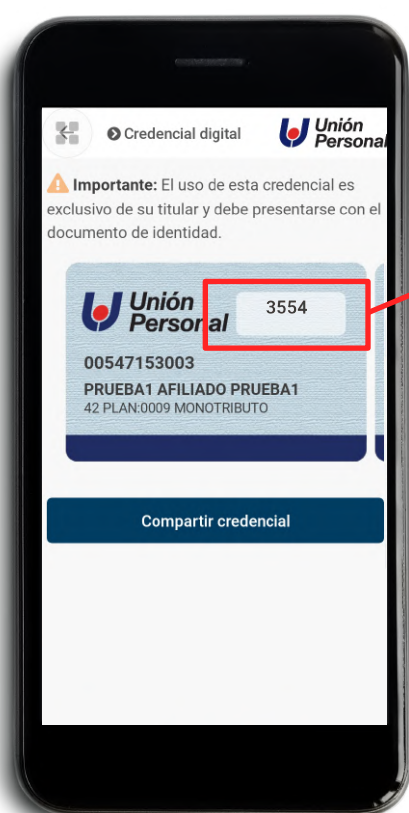 Credencial digital
Unión
Personal
Importante: El uso de esta credencial es
exclusivo de su titular y debe presentarse con el
documento de identidad.
Unión
Personal
3554
00547153003
PRUEBA1 AFILIADO PRUEBA1
42 PLAN:0009 MONOTRIBUTO
Compartir credencial